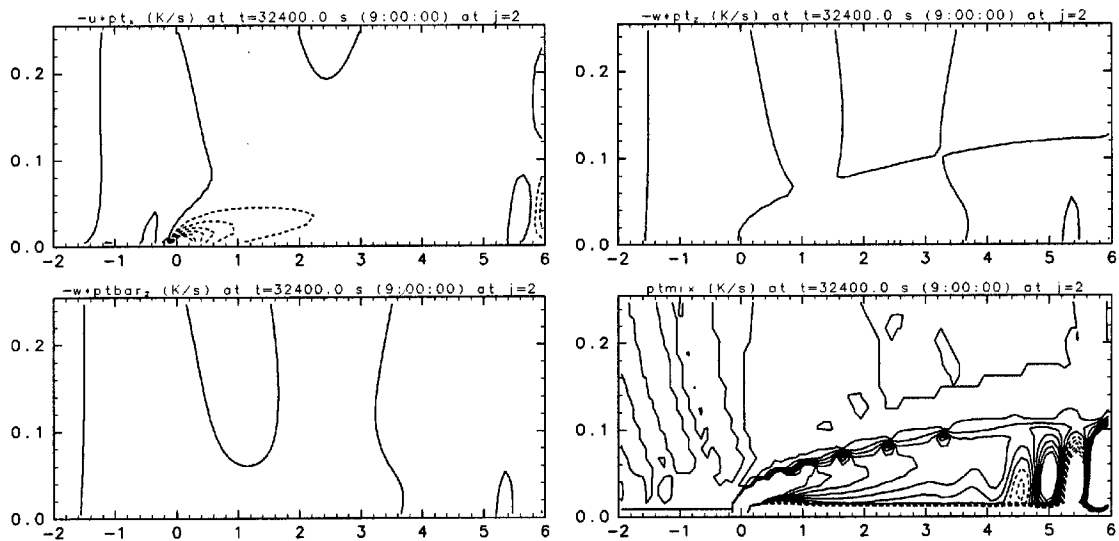 -u*pt_x (K/s) at t=32400.0 s (9:00:00) at j=2
0.2
0.1
0.0
-2 -1 0 1 2 3 4 5 6
-w*pt_z (K/s) at t=32400.0 s (9:00:00) at j=2
0.2
0.1
0.0
-2 -1 0 1 2 3 4 5 6
-w*ptbar_z (K/s) at t=32400.0 s (9:00:00) at j=2
0.2
0.1
0.0
-2 -1 0 1 2 3 4 5 6
ptmix (K/s) at t=32400.0 s (9:00:00) at j=2
0.2
0.1
0.0
-2 -1 0 1 2 3 4 5 6